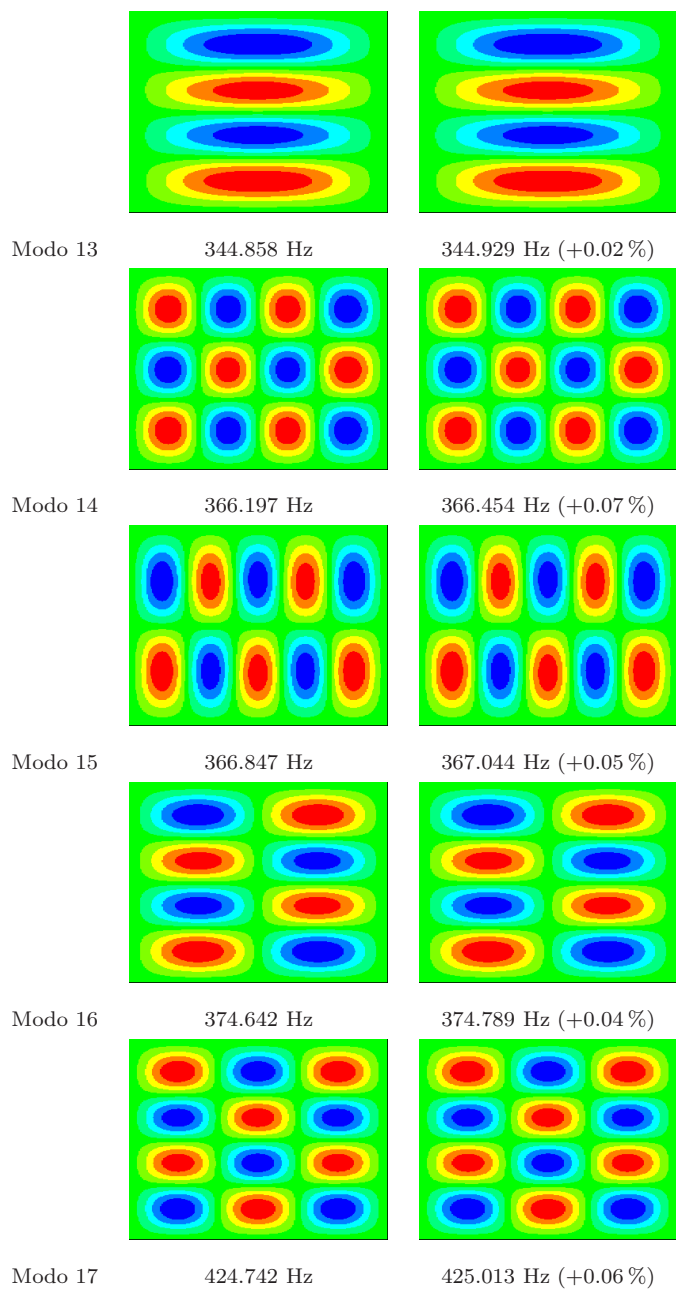 Modo 13 344.858 Hz 344.929 Hz (+0.02 %)
Modo 14 366.197 Hz 366.454 Hz (+0.07 %)
Modo 15 366.847 Hz 367.044 Hz (+0.05 %)
Modo 16 374.642 Hz 374.789 Hz (+0.04 %)
Modo 17 424.742 Hz 425.013 Hz (+0.06 %)